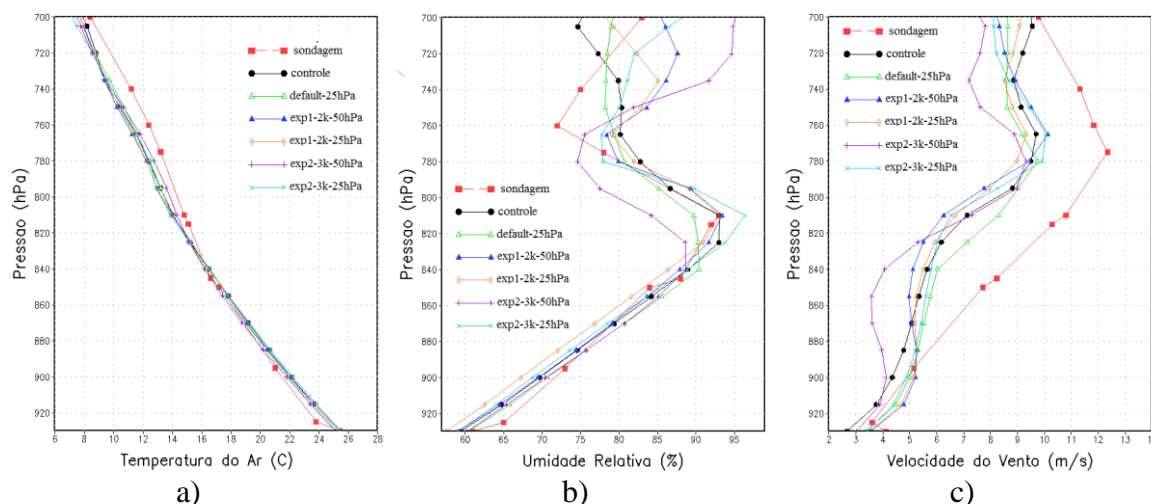 700
720
740
760
780
800
820
840
860
880
900
920
Pressao (hPa)
6 8 10 12 14 16 18 20 22 24 26 28
Temperatura do Ar (C)
sondagem
controle
default-25hPa
exp1-2k-50hPa
exp1-2k-25hPa
exp2-3k-50hPa
exp2-3k-25hPa
a)
700
720
740
760
780
800
820
840
860
880
900
920
Pressao (hPa)
60 65 70 75 80 85 90 95
Umidade Relativa (%)
sondagem
controle
default-25hPa
exp1-2k-50hPa
exp1-2k-25hPa
exp2-3k-50hPa
exp2-3k-25hPa
b)
700
720
740
760
780
800
820
840
860
880
900
920
Pressao (hPa)
3 4 5 6 7 8 9 10 11 12 13 14
Velocidade do Vento (m/s)
sondagem
controle
default-25hPa
exp1-2k-50hPa
exp1-2k-25hPa
exp2-3k-50hPa
exp2-3k-25hPa
c)